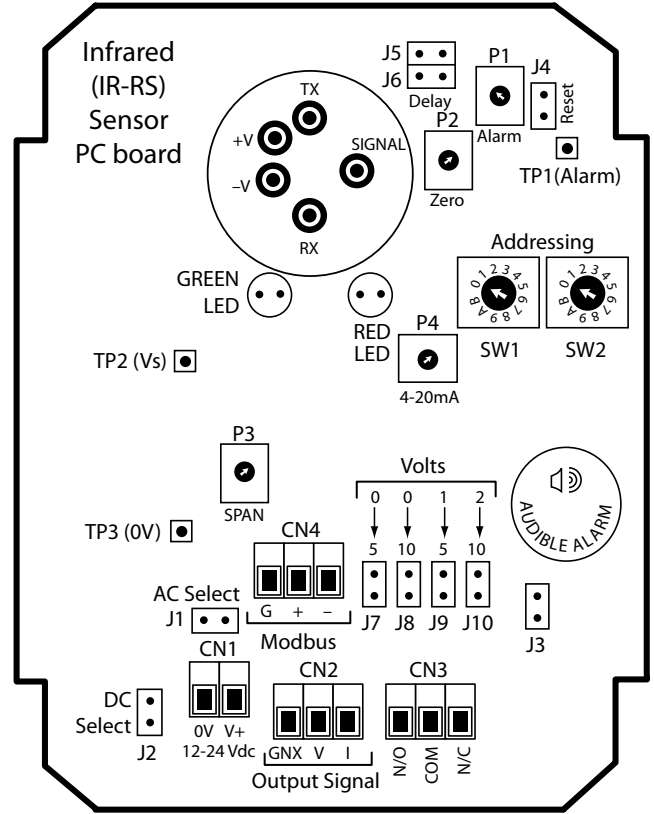 Infrared
(IR-RS)
Sensor
PC board
J5
J6
Delay
P1
Alarm
J4
Reset
P2
Zero
TP1(Alarm)
TX
+V
SIGNAL
–V
RX
GREEN
LED
RED
LED
Addressing
0 1 2 3 4 5 6 7 8 9 A B
SW1
0 1 2 3 4 5 6 7 8 9 A B
SW2
P4
4-20mA
TP2 (Vs)
P3
SPAN
TP3 (0V)
Volts
0 0 1 2
5 10 5 10
J7 J8 J9 J10
AUDIBLE ALARM
J3
CN4
G + –
Modbus
AC Select
J1
CN1
0V V+
12-24 Vdc
DC
Select
J2
CN2
GNX V I
Output Signal
CN3
N/O COM N/C